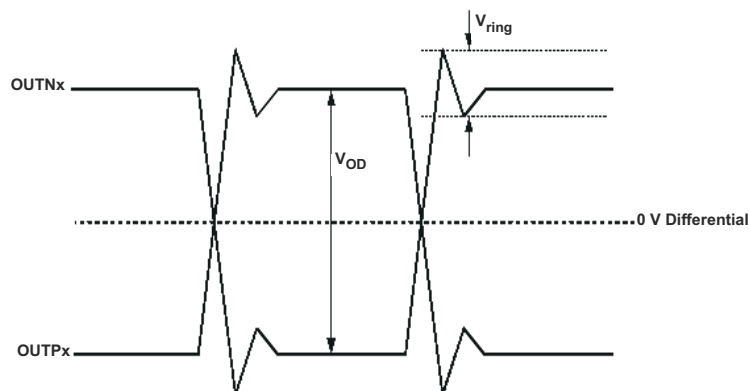 V_ring
OUTNx
V_OD
0 V Differential
OUTPx